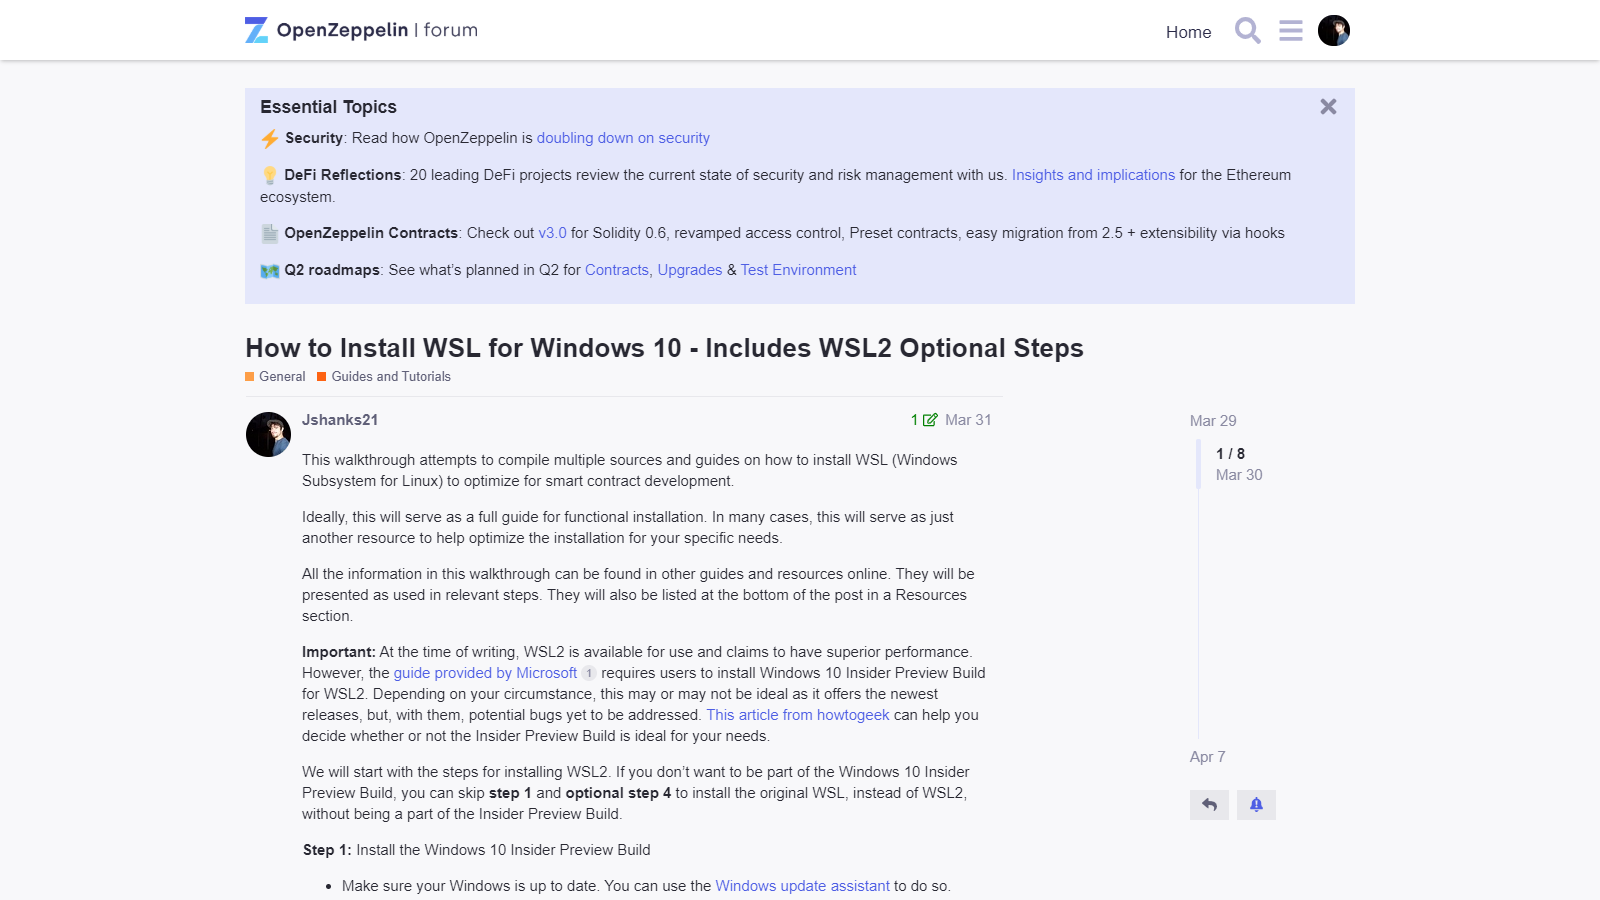 OpenZeppelin | forum
Home
Essential Topics
Security: Read how OpenZeppelin is doubling down on security
DeFi Reflections: 20 leading DeFi projects review the current state of security and risk management with us. Insights and implications for the Ethereum
ecosystem.
OpenZeppelin Contracts: Check out v3.0 for Solidity 0.6, revamped access control, Preset contracts, easy migration from 2.5 + extensibility via hooks
Q2 roadmaps: See what’s planned in Q2 for Contracts, Upgrades & Test Environment
How to Install WSL for Windows 10 - Includes WSL2 Optional Steps
General Guides and Tutorials
Jshanks21 1 Mar 31
This walkthrough attempts to compile multiple sources and guides on how to install WSL (Windows
Subsystem for Linux) to optimize for smart contract development.
Ideally, this will serve as a full guide for functional installation. In many cases, this will serve as just
another resource to help optimize the installation for your specific needs.
All the information in this walkthrough can be found in other guides and resources online. They will be
presented as used in relevant steps. They will also be listed at the bottom of the post in a Resources
section.
Important: At the time of writing, WSL2 is available for use and claims to have superior performance.
However, the guide provided by Microsoft 1 requires users to install Windows 10 Insider Preview Build
for WSL2. Depending on your circumstance, this may or may not be ideal as it offers the newest
releases, but, with them, potential bugs yet to be addressed. This article from howtogeek can help you
decide whether or not the Insider Preview Build is ideal for your needs.
We will start with the steps for installing WSL2. If you don’t want to be part of the Windows 10 Insider
Preview Build, you can skip step 1 and optional step 4 to install the original WSL, instead of WSL2,
without being a part of the Insider Preview Build.
Step 1: Install the Windows 10 Insider Preview Build
• Make sure your Windows is up to date. You can use the Windows update assistant to do so.
Mar 29
1 / 8
Mar 30
Apr 7